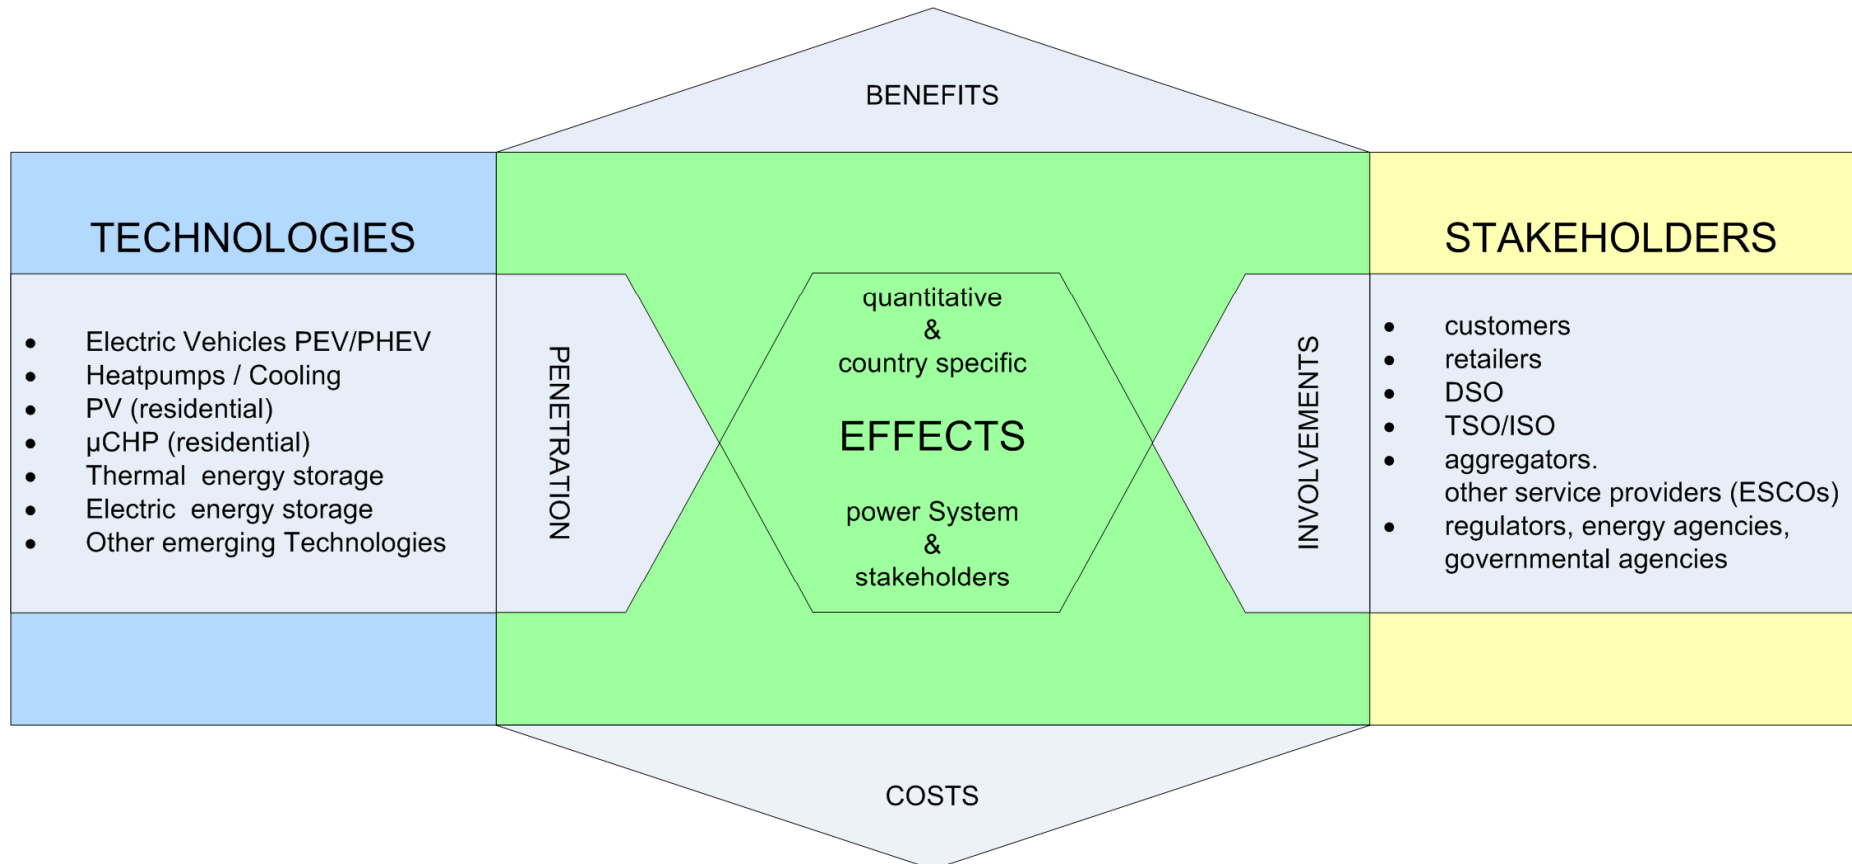 BENEFITS
TECHNOLOGIES
• Electric Vehicles PEV/PHEV
• Heatpumps / Cooling
• PV (residential)
• µCHP (residential)
• Thermal energy storage
• Electric energy storage
• Other emerging Technologies
PENETRATION
quantitative
&
country specific
EFFECTS
power System
&
stakeholders
INVOLVEMENTS
STAKEHOLDERS
• customers
• retailers
• DSO
• TSO/ISO
• aggregators.
other service providers (ESCOs)
• regulators, energy agencies,
governmental agencies
COSTS